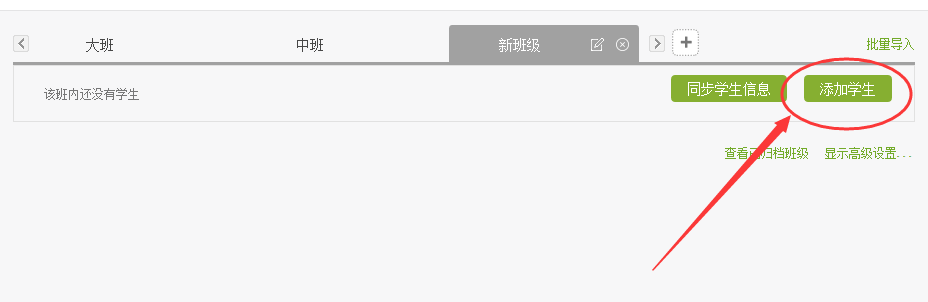 大班 中班 新班级 批量导入
该班内还没有学生 同步学生信息 添加学生
查看已归档班级 显示高级设置...